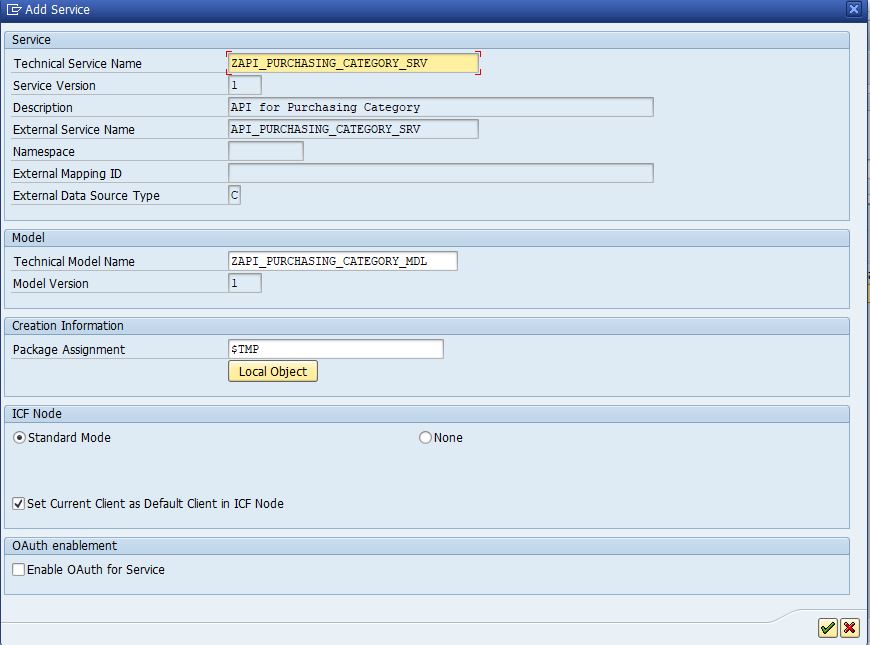 Add Service
Service
Technical Service Name ZAPI_PURCHASING_CATEGORY_SRV
Service Version 1
Description API for Purchasing Category
External Service Name API_PURCHASING_CATEGORY_SRV
Namespace
External Mapping ID
External Data Source Type C
Model
Technical Model Name ZAPI_PURCHASING_CATEGORY_MDL
Model Version 1
Creation Information
Package Assignment $TMP
Local Object
ICF Node
Standard Mode None
Set Current Client as Default Client in ICF Node
OAuth enablement
Enable OAuth for Service